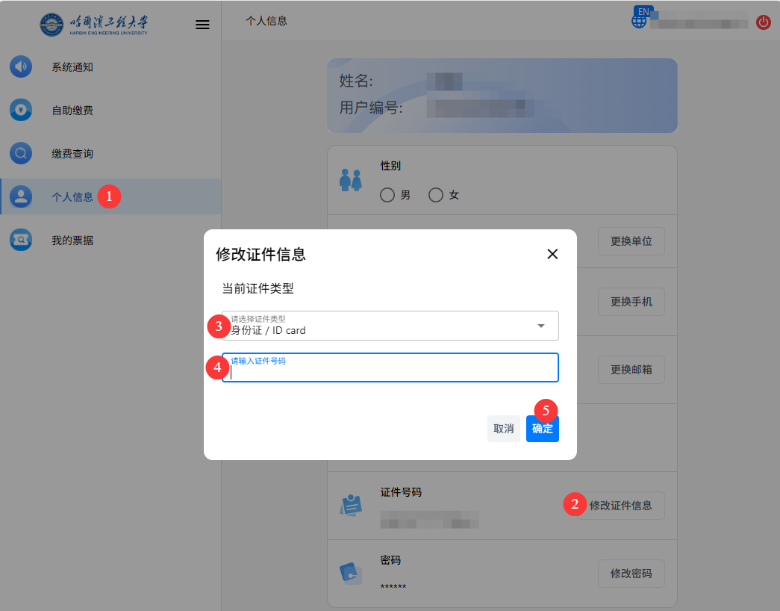 哈尔滨工程大学
HARBIN ENGINEERING UNIVERSITY
个人信息
EN
系统通知
自助缴费
缴费查询
个人信息 1
我的票据
姓名:
用户编号:
性别
男 女
更换单位
更换手机
更换邮箱
修改证件信息
当前证件类型
请选择证件类型
3 身份证 / ID card
4 请输入证件号码
5
取消 确定
证件号码
2 修改证件信息
密码
******
修改密码